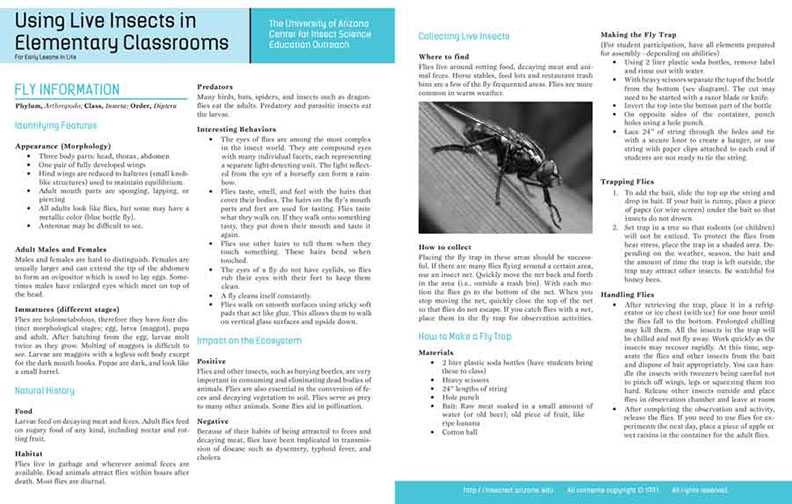 Using Live Insects in
Elementary Classrooms
For Early Lessons in Life
The University of Arizona
Center for Insect Science
Education Outreach
FLY INFORMATION
Phylum, Arthropoda; Class, Insecta; Order, Diptera
Identifying Features
Appearance (Morphology)
• Three body parts: head, thorax, abdomen
• One pair of fully developed wings
• Hind wings are reduced to halteres (small knob-
like structures) used to maintain equilibrium.
• Adult mouth parts are sponging, lapping, or
piercing
• All adults look like flies, but some may have a
metallic color (blue bottle fly).
• Antennae may be difficult to see.
Adult Males and Females
Males and females are hard to distinguish. Females are
usually larger and can extend the tip of the abdomen
to form an ovipositor which is used to lay eggs. Some-
times males have enlarged eyes which meet on top of
the head.
Immatures (different stages)
Flies are holometabolous, therefore they have four dis-
tinct morphological stages; egg, larva (maggot), pupa
and adult. After hatching from the egg, larvae molt
twice as they grow. Molting of maggots is difficult to
see. Larvae are maggots with a legless soft body except
for the dark mouth hooks. Pupae are dark, and look like
a small barrel.
Natural History
Food
Larvae feed on decaying meat and feces. Adult flies feed
on sugary food of any kind, including nectar and rot-
ting fruit.
Habitat
Flies live in garbage and wherever animal feces are
available. Dead animals attract flies within hours after
death. Most flies are diurnal.
Predators
Many birds, bats, spiders, and insects such as dragon-
flies eat the adults. Predatory and parasitic insects eat
the larvae.
Interesting Behaviors
• The eyes of flies are among the most complex
in the insect world. They are compound eyes
with many individual facets, each representing
a separate light-detecting unit. The light reflect-
ed from the eye of a horsefly can form a rain-
bow.
• Flies taste, smell, and feel with the hairs that
cover their bodies. The hairs on the fly's mouth
parts and feet are used for tasting. Flies taste
what they walk on. If they walk onto something
tasty, they put down their mouth and taste it
again.
• Flies use other hairs to tell them when they
touch something. These hairs bend when
touched.
• The eyes of a fly do not have eyelids, so flies
rub their eyes with their feet to keep them
clean.
• A fly cleans itself constantly.
• Flies walk on smooth surfaces using sticky soft
pads that act like glue. This allows them to walk
on vertical glass surfaces and upside down.
Impact on the Ecosystem
Positive
Flies and other insects, such as burying beetles, are very
important in consuming and eliminating dead bodies of
animals. Flies are also essential in the conversion of fe-
ces and decaying vegetation to soil. Flies serve as prey
to many other animals. Some flies aid in pollination.
Negative
Because of their habits of being attracted to feces and
decaying meat, flies have been implicated in transmis-
sion of disease such as dysentery, typhoid fever, and
cholera.
Collecting Live Insects
Where to find
Flies live around rotting food, decaying meat and ani-
mal feces. Horse stables, feed lots and restaurant trash
bins are a few of the fly-frequented areas. Flies are more
common in warm weather.
How to collect
Placing the fly trap in these areas should be success-
ful. If there are many flies flying around a certain area,
use an insect net. Quickly move the net back and forth
in the area (i.e., outside a trash bin). With each mo-
tion the flies go to the bottom of the net. When you
stop moving the net, quickly close the top of the net
so that flies do not escape. If you catch flies with a net,
place them in the fly trap for observation activities.
How to Make a Fly Trap
Materials
• 2 liter plastic soda bottles (have students bring
these to class)
• Heavy scissors
• 24" lengths of string
• Hole punch
• Bait: Raw meat soaked in a small amount of
water (or old beer); old piece of fruit, like
ripe banana
• Cotton ball
Making the Fly Trap
(For student participation, have all elements prepared
for assembly - depending on abilities)
• Using 2 liter plastic soda bottles, remove label
and rinse out with water
• With heavy scissors separate the top of the bottle
from the bottom (see diagram). The cut may
need to be started with a razor blade or knife.
• Invert the top into the bottom part of the bottle
• On opposite sides of the container, punch
holes using a hole punch.
• Lace 24" of string through the holes and tie
with a secure knot to create a hanger, or use
string with paper clips attached to each end if
students are not ready to tie the string.
Trapping Flies
1. To add the bait, slide the top up the string and
drop in bait. If your bait is runny, place a piece
of paper (or wire screen) under the bait so that
insects do not drown.
2. Set trap in a tree so that rodents (or children)
will not be enticed. To protect the flies from
heat stress, place the trap in a shaded area. De-
pending on the weather, season, the bait and
the amount of time the trap is left outside, the
trap may attract other insects. Be watchful for
honey bees.
Handling Flies
• After retrieving the trap, place it in a refrig-
erator or ice chest (with ice) for one hour until
the flies fall to the bottom. Prolonged chilling
may kill them. All the insects in the trap will
be chilled and not fly away. Work quickly as the
insects may recover rapidly. At this time, sep-
arate the flies and other insects from the bait
and dispose of bait appropriately. You can han-
dle the insects with tweezers being careful not
to pinch off wings, legs or squeezing them too
hard. Release other insects outside and place
flies in observation chamber and leave at room
• After completing the observation and activity,
release the flies. If you need to use flies for ex-
periments the next day, place a piece of apple or
wet raisins in the container for the adult flies.
http://insected.arizona.edu All contents copyright © 1997. All rights reserved.